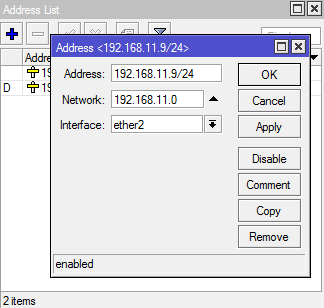 Address List
Address <192.168.11.9/24>
Address: 192.168.11.9/24
OK
Network: 192.168.11.0
Cancel
Interface: ether2
Apply
Disable
Comment
Copy
Remove
enabled
D
2 items